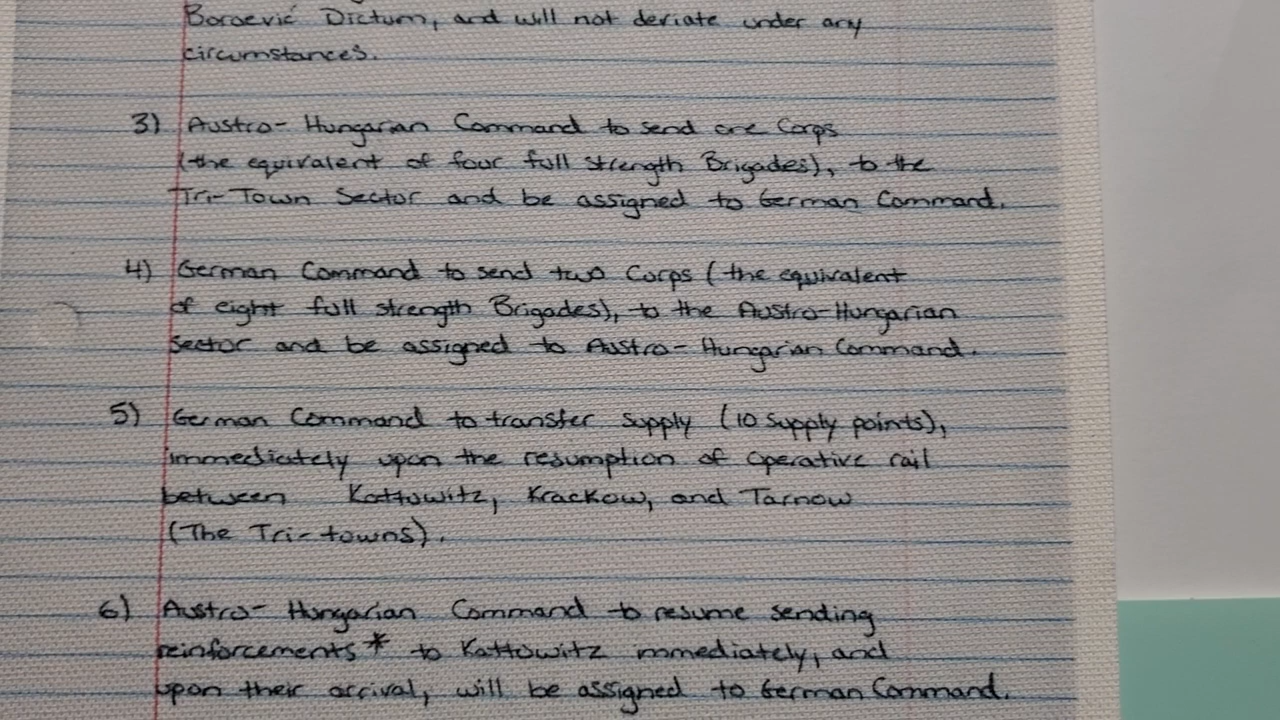 Boroević Dictum, and will not deviate under any
circumstances.
3) Austro-Hungarian Command to send one Corps
(the equivalent of four full strength Brigades), to the
Tri-Town Sector and be assigned to German Command.
4) German Command to send two Corps (the equivalent
of eight full strength Brigades), to the Austro-Hungarian
Sector and be assigned to Austro-Hungarian Command.
5) German Command to transfer supply (10 supply points),
immediately upon the resumption of operative rail
between Kattowitz, Krackow, and Tarnow
(The Tri-towns).
6) Austro-Hungarian Command to resume sending
reinforcements* to Kattowitz immediately, and
upon their arrival, will be assigned to German Command.